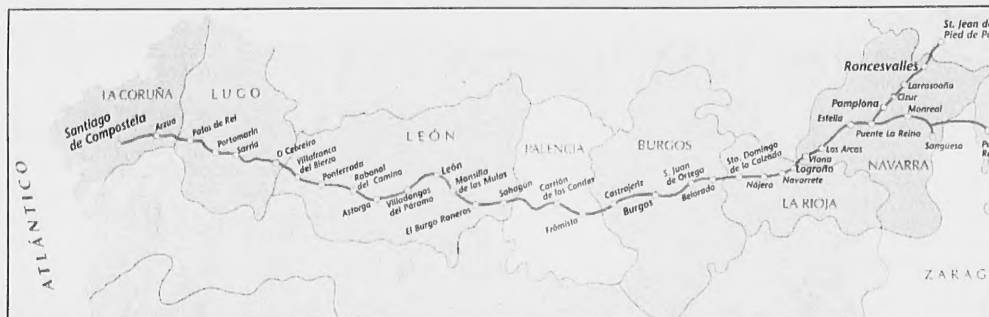 St. Jean d
Pied de P
Roncesvalles
Larrasoaña
Cizur
Pamplona
Monreal
Estella
Puente La Reina
Sangüesa
Los Arcos
Viana
NAVARRA
Logroño
Navarrete
LA RIOJA
Sto. Domingo
de la Calzada
Nájera
Belorado
BURGOS
S. Juan
de Ortega
Burgos
Castrojeriz
PALENCIA
Frómista
Carrión
de los Condes
Sahagún
El Burgo Raneros
Mansilla
de las Mulas
LEÓN
León
Villadangos
del Páramo
Astorga
Rabanal
del Camino
Ponferrada
Villafranca
del Bierzo
O Cebreiro
LUGO
Sarria
Portomarín
Palas de Rei
LA CORUÑA
Arzua
Santiago
de Compostela
ATLÁNTICO
ZARAG